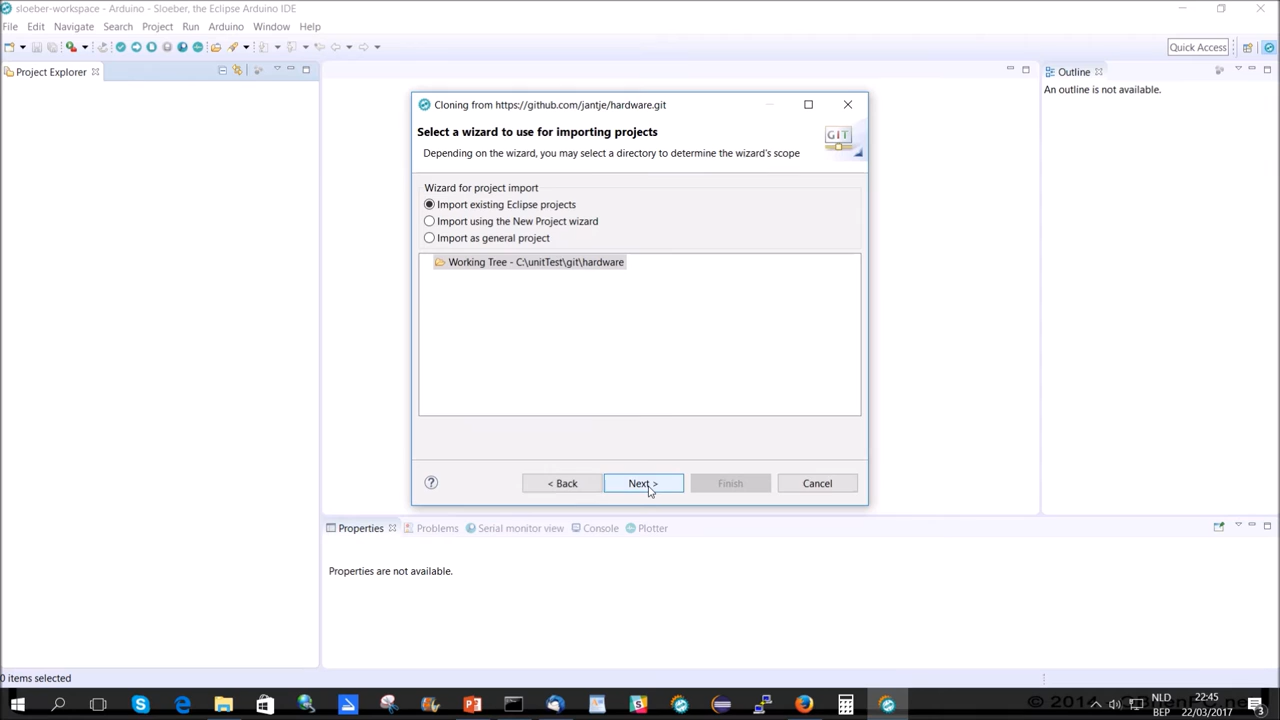 sloeber-workspace - Arduino - Sloeber, the Eclipse Arduino IDE
File Edit Navigate Search Project Run Arduino Window Help
Quick Access
Project Explorer
Outline
An outline is not available.
Cloning from https://github.com/jantje/hardware.git
Select a wizard to use for importing projects
Depending on the wizard, you may select a directory to determine the wizard's scope
GIT
Wizard for project import
Import existing Eclipse projects
Import using the New Project wizard
Import as general project
Working Tree - C:\unitTest\git\hardware
< Back Next > Finish Cancel
Properties Problems Serial monitor view Console Plotter
Properties are not available.
0 items selected
NLD
BEP
22:45
22/03/2017